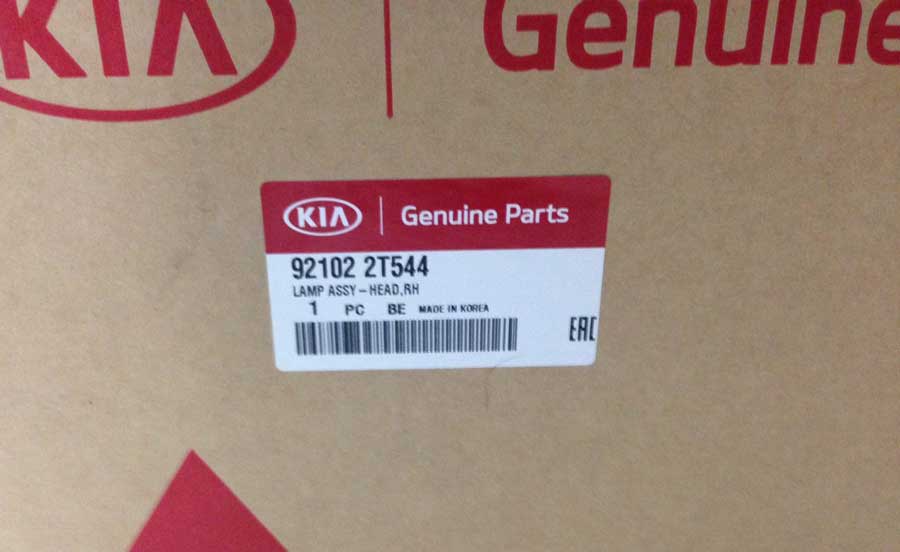 KIA Genuine
KIA Genuine Parts
92102 2T544
LAMP ASSY-HEAD,RH
1 PC BE MADE IN KOREA
EAC